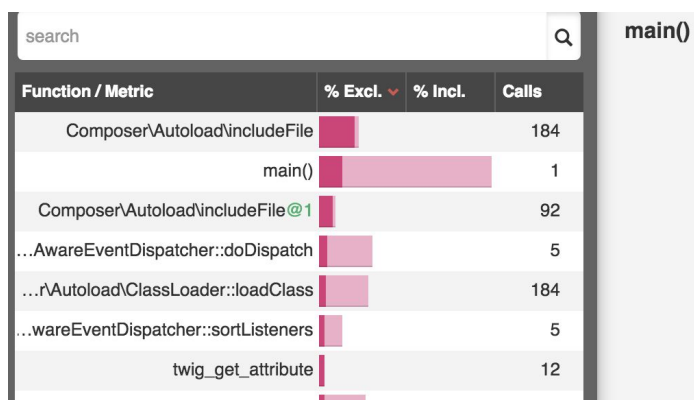 search
main()
Function / Metric % Excl. % Incl. Calls
Composer\Autoload\includeFile 184
main() 1
Composer\Autoload\includeFile@1 92
...AwareEventDispatcher::doDispatch 5
...r\Autoload\ClassLoader::loadClass 184
...wareEventDispatcher::sortListeners 5
twig_get_attribute 12